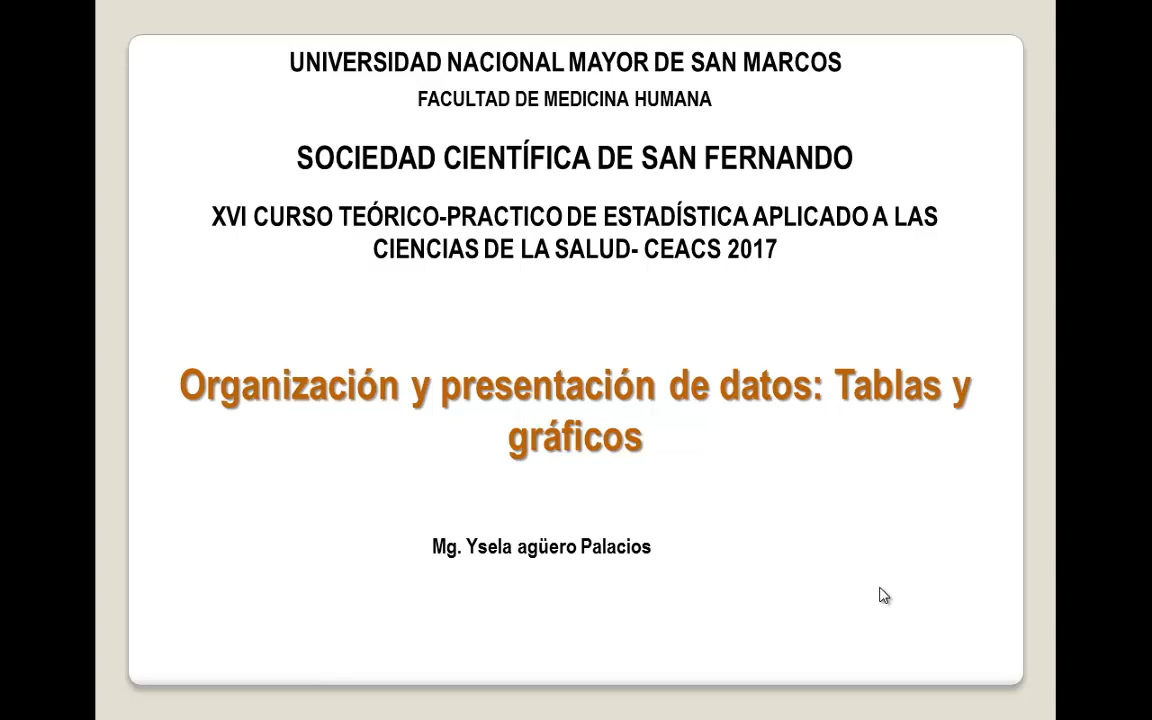 UNIVERSIDAD NACIONAL MAYOR DE SAN MARCOS
FACULTAD DE MEDICINA HUMANA
SOCIEDAD CIENTÍFICA DE SAN FERNANDO
XVI CURSO TEÓRICO-PRACTICO DE ESTADÍSTICA APLICADO A LAS
CIENCIAS DE LA SALUD- CEACS 2017
Organización y presentación de datos: Tablas y
gráficos
Mg. Ysela agüero Palacios